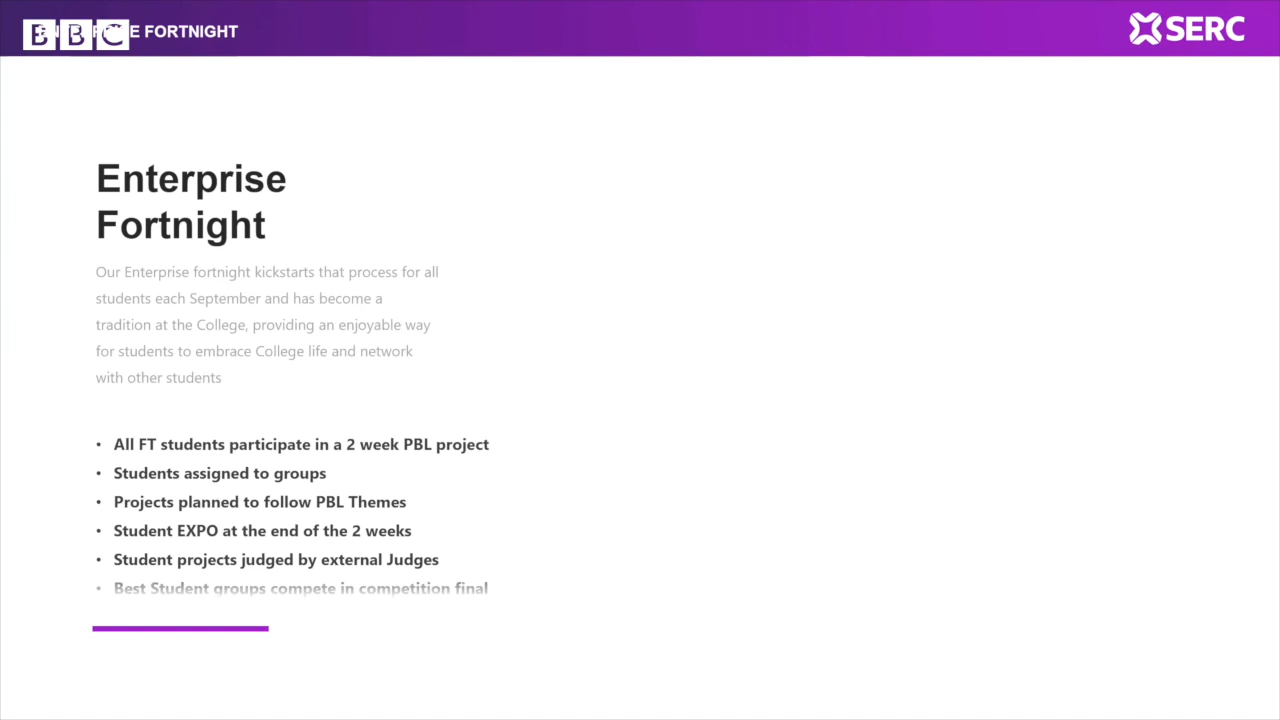 BBC
ENTERPRISE FORTNIGHT
SERC
Enterprise
Fortnight
Our Enterprise fortnight kickstarts that process for all
students each September and has become a
tradition at the College, providing an enjoyable way
for students to embrace College life and network
with other students
• All FT students participate in a 2 week PBL project
• Students assigned to groups
• Projects planned to follow PBL Themes
• Student EXPO at the end of the 2 weeks
• Student projects judged by external Judges
• Best Student groups compete in competition final